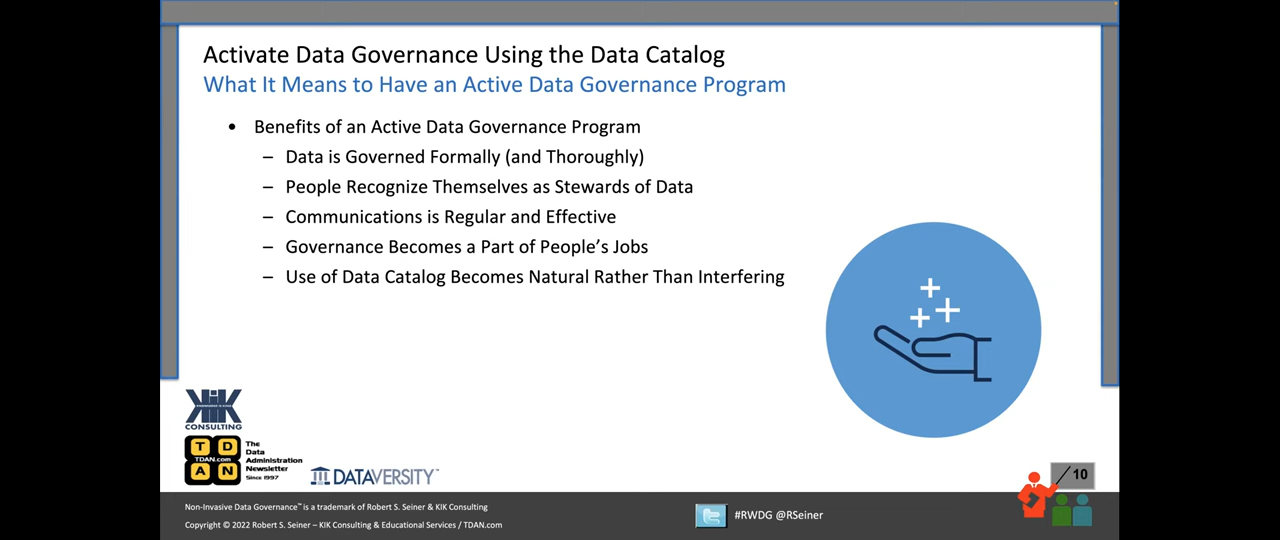 Activate Data Governance Using the Data Catalog
What It Means to Have an Active Data Governance Program
• Benefits of an Active Data Governance Program
– Data is Governed Formally (and Thoroughly)
– People Recognize Themselves as Stewards of Data
– Communications is Regular and Effective
– Governance Becomes a Part of People's Jobs
– Use of Data Catalog Becomes Natural Rather Than Interfering
KIK
CONSULTING
T D
TDAN.com
A N
The
Data
Administration
Newsletter
Since 1997
DATAVERSITY™
10
Non-Invasive Data Governance™ is a trademark of Robert S. Seiner & KIK Consulting
Copyright © 2022 Robert S. Seiner – KIK Consulting & Educational Services / TDAN.com
#RWDG @RSeiner